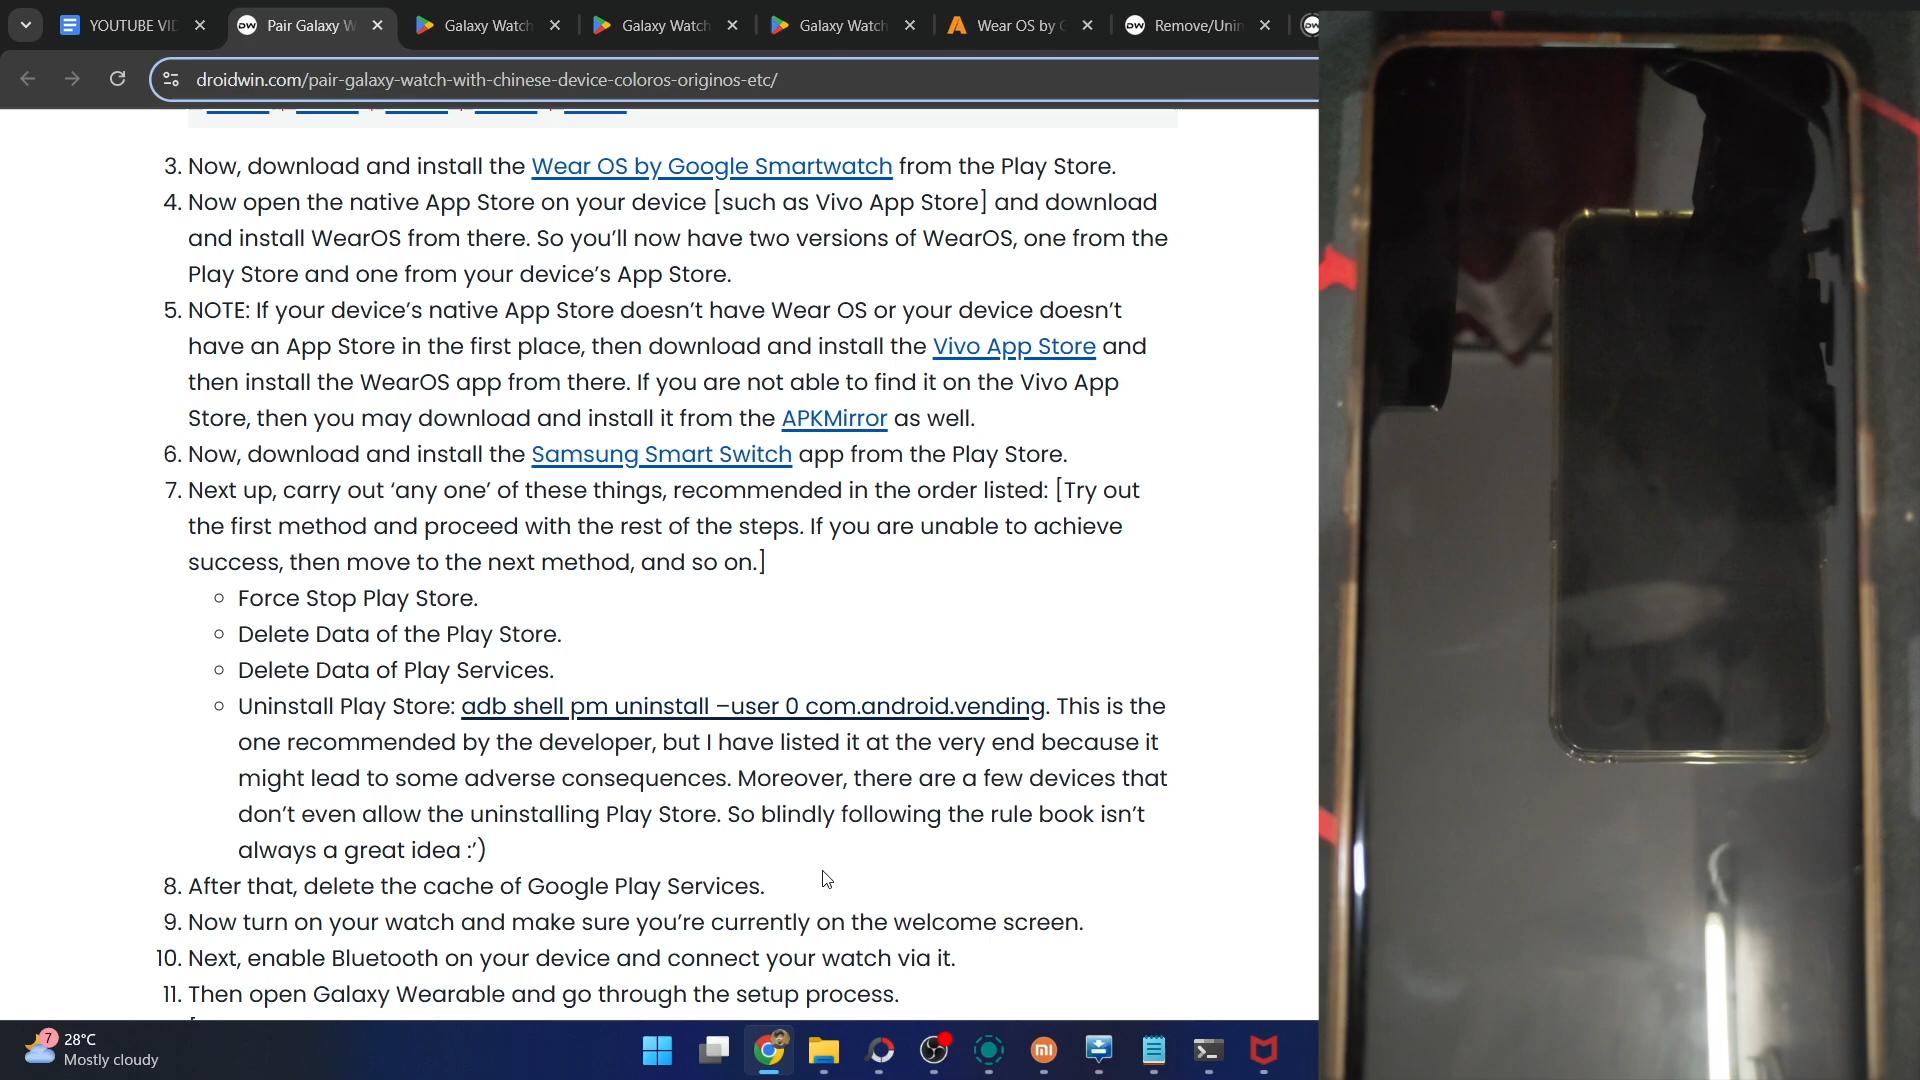 YOUTUBE VI
Pair Galaxy W
Galaxy Watch
Galaxy Watch
Galaxy Watch
Wear OS by
Remove/Unin
droidwin.com/pair-galaxy-watch-with-chinese-device-coloros-originos-etc/
3. Now, download and install the Wear OS by Google Smartwatch from the Play Store.
4. Now open the native App Store on your device [such as Vivo App Store] and download
and install WearOS from there. So you’ll now have two versions of WearOS, one from the
Play Store and one from your device’s App Store.
5. NOTE: If your device’s native App Store doesn’t have Wear OS or your device doesn’t
have an App Store in the first place, then download and install the Vivo App Store and
then install the WearOS app from there. If you are not able to find it on the Vivo App
Store, then you may download and install it from the APKMirror as well.
6. Now, download and install the Samsung Smart Switch app from the Play Store.
7. Next up, carry out ‘any one’ of these things, recommended in the order listed: [Try out
the first method and proceed with the rest of the steps. If you are unable to achieve
success, then move to the next method, and so on.]
Force Stop Play Store.
Delete Data of the Play Store.
Delete Data of Play Services.
Uninstall Play Store: adb shell pm uninstall –user 0 com.android.vending. This is the
one recommended by the developer, but I have listed it at the very end because it
might lead to some adverse consequences. Moreover, there are a few devices that
don’t even allow the uninstalling Play Store. So blindly following the rule book isn’t
always a great idea :’)
8. After that, delete the cache of Google Play Services.
9. Now turn on your watch and make sure you’re currently on the welcome screen.
10. Next, enable Bluetooth on your device and connect your watch via it.
11. Then open Galaxy Wearable and go through the setup process.
7
28°C
Mostly cloudy